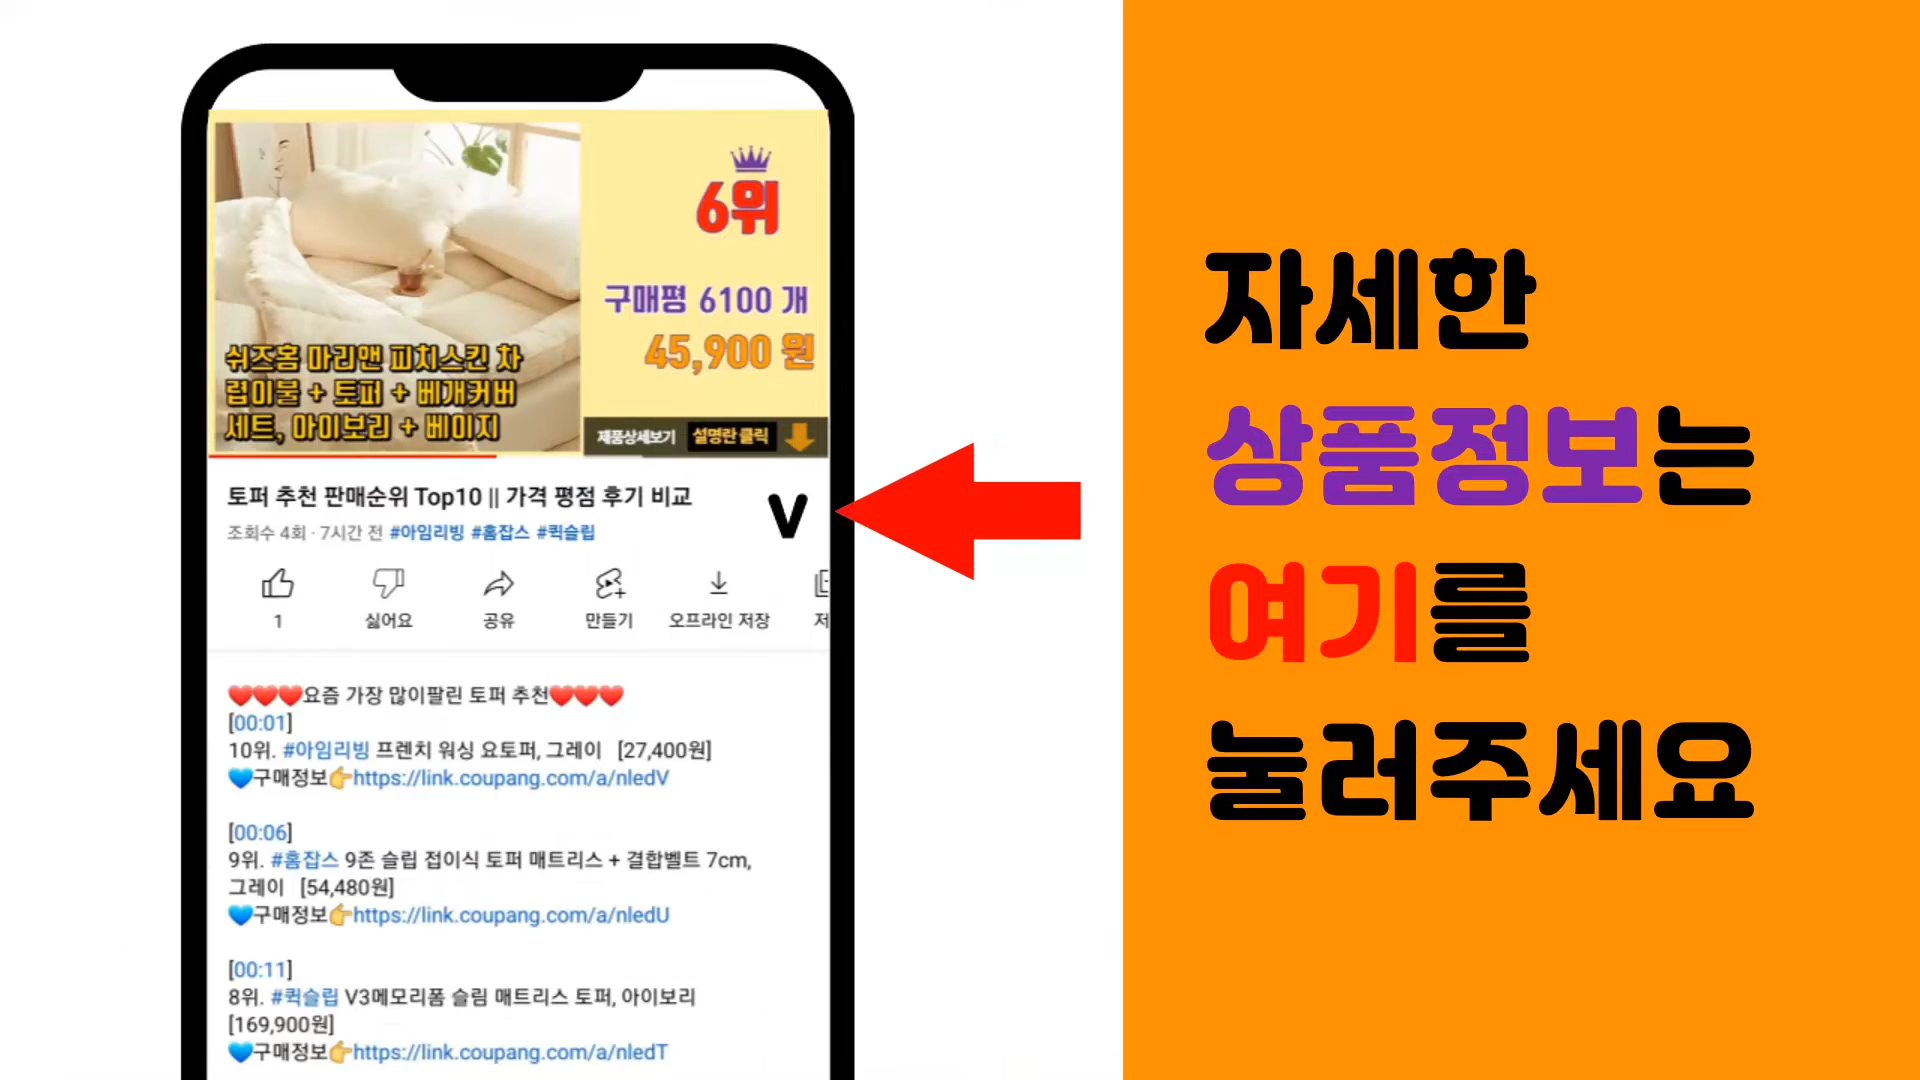 6위
구매평 6100 개
45,900 원
쉬즈홈 마리앤 피치스킨 차
렵이불 + 토퍼 + 베개커버
세트, 아이보리 + 베이지
제품상세보기 설명란 클릭
토퍼 추천 판매순위 Top10 || 가격 평점 후기 비교
V
조회수 4회 · 7시간 전 #아임리빙 #홈잡스 #퀵슬립
1 싫어요 공유 만들기 오프라인 저장 저
❤️❤️❤️요즘 가장 많이팔린 토퍼 추천❤️❤️❤️
[00:01]
10위. #아임리빙 프렌치 워싱 요토퍼, 그레이 [27,400원]
💙구매정보👉https://link.coupang.com/a/nledV
[00:06]
9위. #홈잡스 9존 슬립 접이식 토퍼 매트리스 + 결합벨트 7cm,
그레이 [54,480원]
💙구매정보👉https://link.coupang.com/a/nledU
[00:11]
8위. #퀵슬립 V3메모리폼 슬림 매트리스 토퍼, 아이보리
[169,900원]
💙구매정보👉https://link.coupang.com/a/nledT
자세한
상품정보는
여기를
눌러주세요